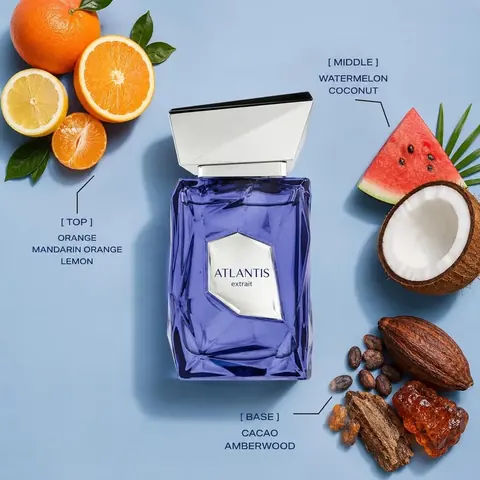 [ MIDDLE ]
WATERMELON
COCONUT
[ TOP ]
ORANGE
MANDARIN ORANGE
LEMON
ATLANTIS
extrait
[ BASE ]
CACAO
AMBERWOOD